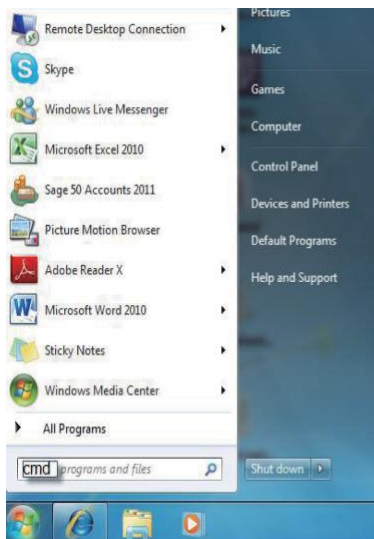 Remote Desktop Connection
Skype
Windows Live Messenger
Microsoft Excel 2010
Sage 50 Accounts 2011
Picture Motion Browser
Adobe Reader X
Microsoft Word 2010
Sticky Notes
Windows Media Center
All Programs
cmd programs and files
Pictures
Music
Games
Computer
Control Panel
Devices and Printers
Default Programs
Help and Support
Shut down